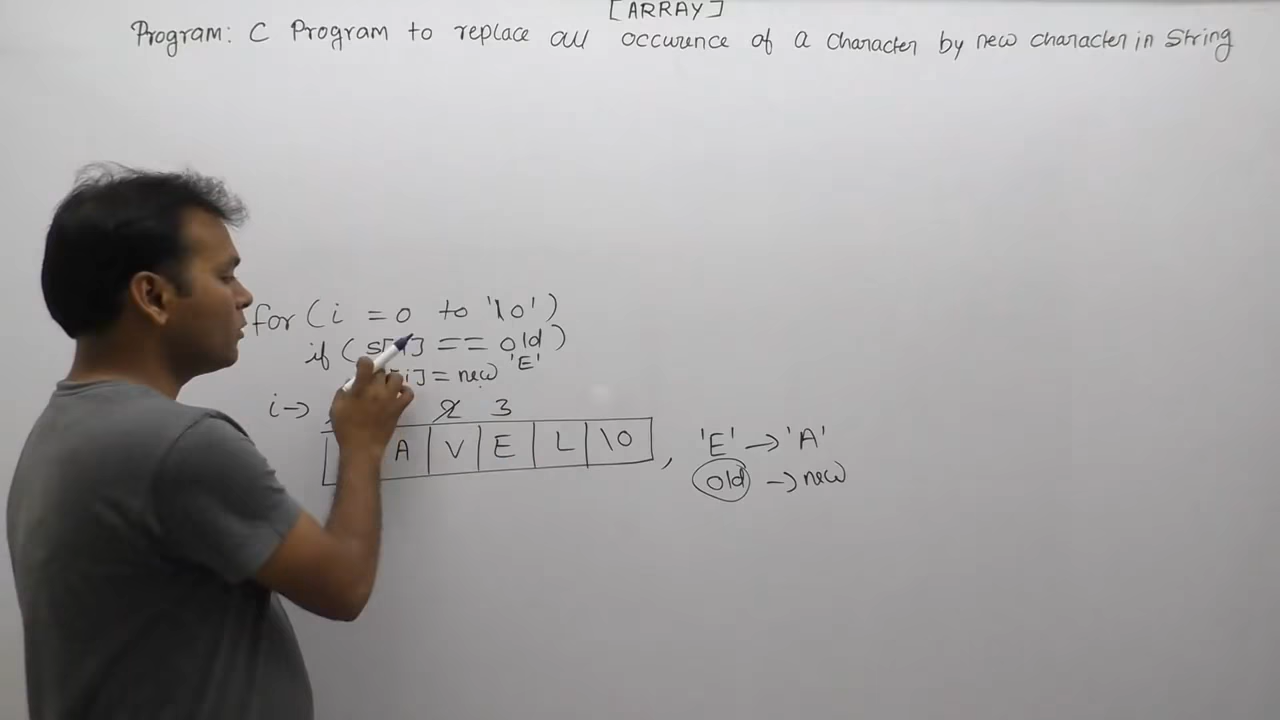 [ARRAY]
Program: C Program to replace all occurence of a character by new character in string
for (i = 0 to '\0')
if (s[i] == old)
[i] = new 'E'
i→ 2 3
A V E L \0 , 'E' → 'A'
old → new